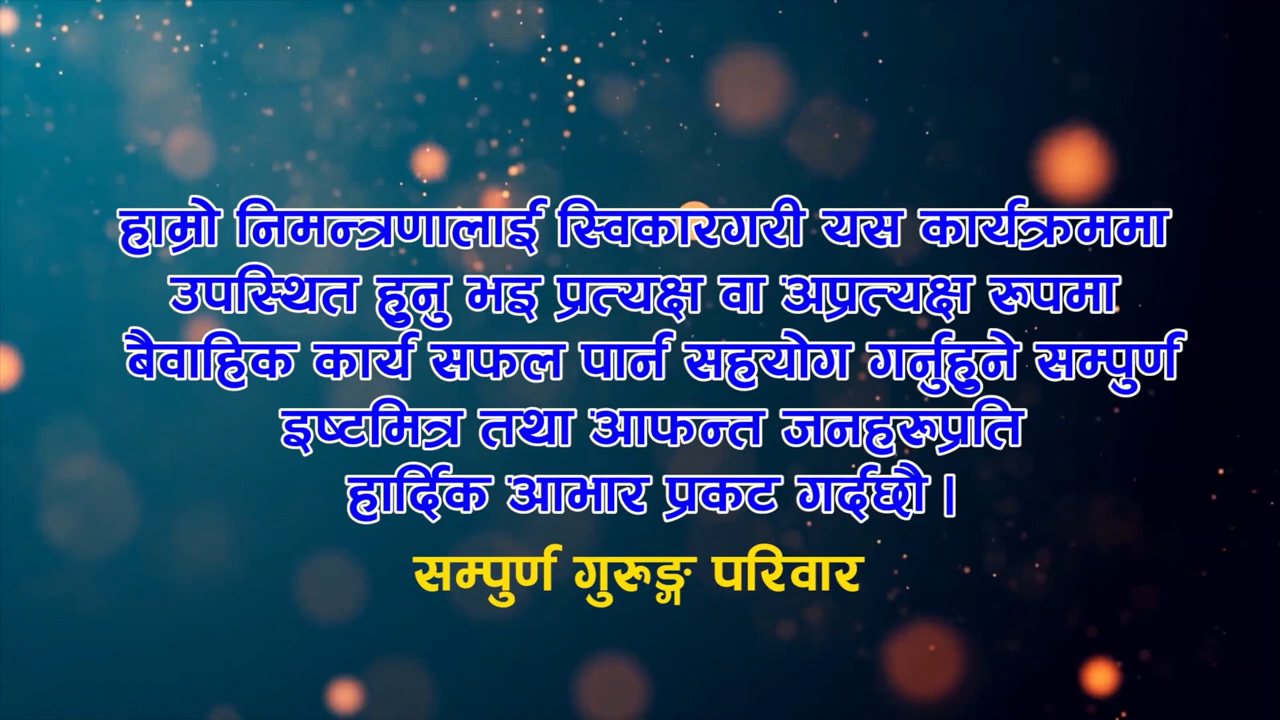 हाम्रो निमन्त्रणालाई स्विकारगरी यस कार्यक्रममा
उपस्थित हुनु भइ प्रत्यक्ष वा अप्रत्यक्ष रूपमा
बैवाहिक कार्य सफल पार्न सहयोग गर्नुहुने सम्पुर्ण
इष्टमित्र तथा आफन्त जनहरूप्रति
हार्दिक आभार प्रकट गर्दछौ ।
सम्पुर्ण गुरूङ्ग परिवार